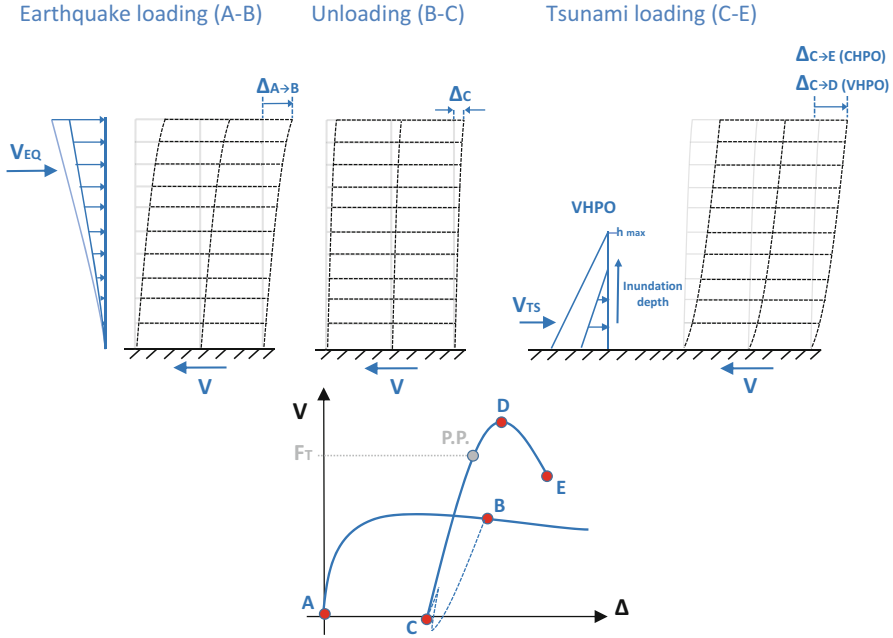 Earthquake loading (A-B)
Unloading (B-C)
Tsunami loading (C-E)
ΔC→E (CHPO)
ΔC→D (VHPO)
ΔA→B
ΔC
VEQ
VHPO
h max
Inundation
depth
VTS
V
V
V
V
D
P.P.
FT
E
B
A
C
Δ